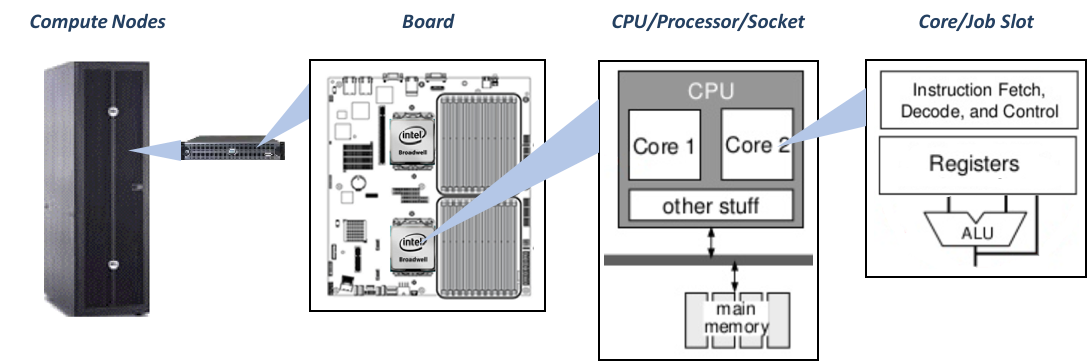 Compute Nodes
Board
CPU/Processor/Socket
Core/Job Slot
intel
Broadwell
intel
Broadwell
CPU
Core 1
Core 2
other stuff
main
memory
Instruction Fetch,
Decode, and Control
Registers
ALU